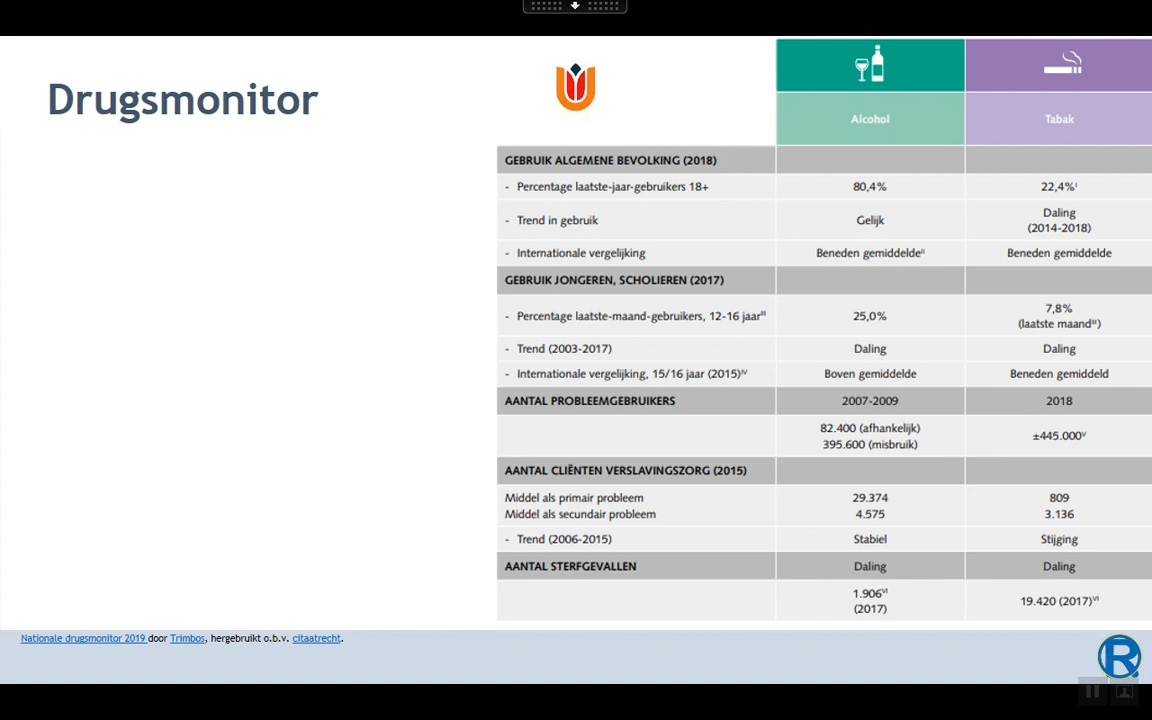 Drugsmonitor
Alcohol Tabak
GEBRUIK ALGEMENE BEVOLKING (2018)
- Percentage laatste-jaar-gebruikers 18+ 80,4% 22,4%ᴵ
- Trend in gebruik Gelijk Daling (2014-2018)
- Internationale vergelijking Beneden gemiddeldeᴵᴵ Beneden gemiddelde
GEBRUIK JONGEREN, SCHOLIEREN (2017)
- Percentage laatste-maand-gebruikers, 12-16 jaarᴵᴵᴵ 25,0% 7,8% (laatste maandᴵᴵᴵ)
- Trend (2003-2017) Daling Daling
- Internationale vergelijking, 15/16 jaar (2015)ᴵⱽ Boven gemiddelde Beneden gemiddeld
AANTAL PROBLEEMGEBRUIKERS 2007-2009 2018
82.400 (afhankelijk) ±445.000ⱽ
395.600 (misbruik)
AANTAL CLIËNTEN VERSLAVINGSZORG (2015)
Middel als primair probleem 29.374 809
Middel als secundair probleem 4.575 3.136
- Trend (2006-2015) Stabiel Stijging
AANTAL STERFGEVALLEN Daling Daling
1.906ⱽᴵ (2017) 19.420 (2017)ⱽᴵ
Nationale drugsmonitor 2019 door Trimbos, hergebruikt o.b.v. citaatrecht.
R